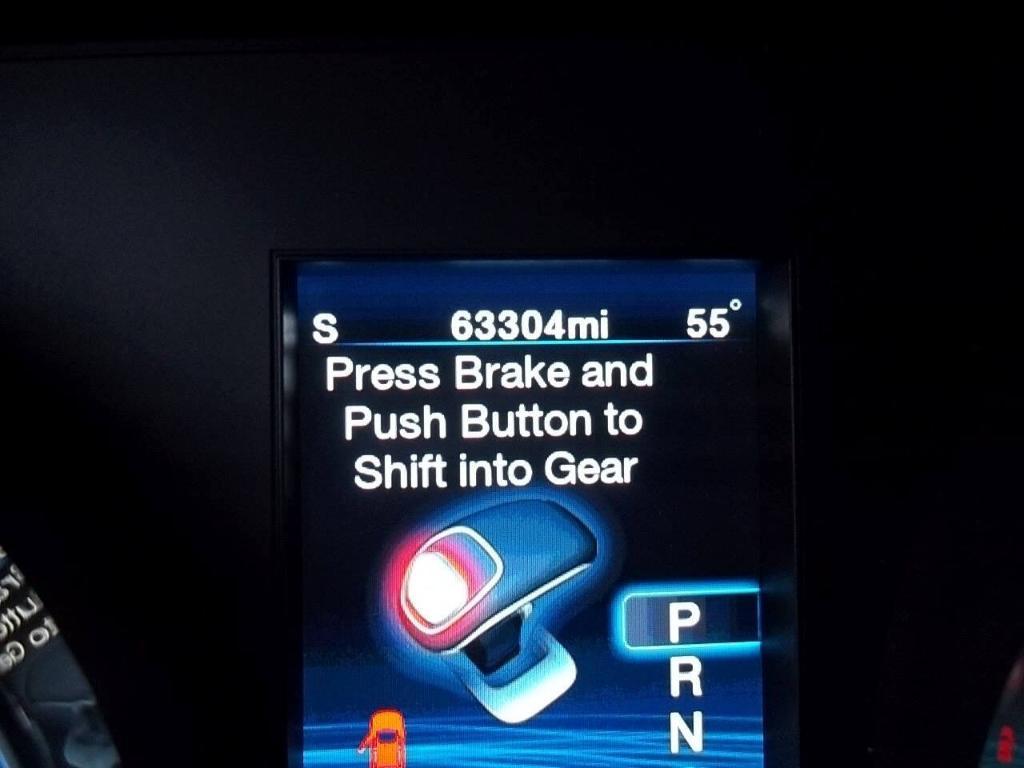 S 63304mi 55°
Press Brake and
Push Button to
Shift into Gear
P
R
N